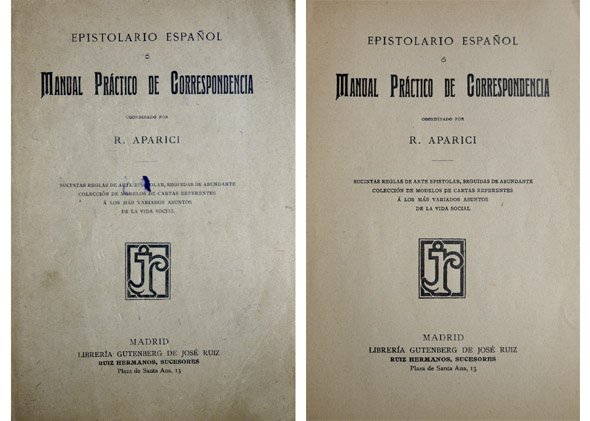 EPISTOLARIO ESPAÑOL
Ó
MANUAL PRÁCTICO DE CORRESPONDENCIA
COORDINADO POR
R. APARICI
SUCINTAS REGLAS DE ARTE EPISTOLAR, SEGUIDAS DE ABUNDANTE
COLECCIÓN DE MODELOS DE CARTAS REFERENTES
Á LOS MÁS VARIADOS ASUNTOS
DE LA VIDA SOCIAL
jr
MADRID
LIBRERÍA GUTENBERG DE JOSÉ RUIZ
RUIZ HERMANOS, SUCESORES
Plaza de Santa Ana, 13
EPISTOLARIO ESPAÑOL
Ó
MANUAL PRÁCTICO DE CORRESPONDENCIA
COORDINADO POR
R. APARICI
SUCINTAS REGLAS DE ARTE EPISTOLAR, SEGUIDAS DE ABUNDANTE
COLECCIÓN DE MODELOS DE CARTAS REFERENTES
Á LOS MÁS VARIADOS ASUNTOS
DE LA VIDA SOCIAL
jr
MADRID
LIBRERÍA GUTENBERG DE JOSÉ RUIZ
RUIZ HERMANOS, SUCESORES
Plaza de Santa Ana, 13